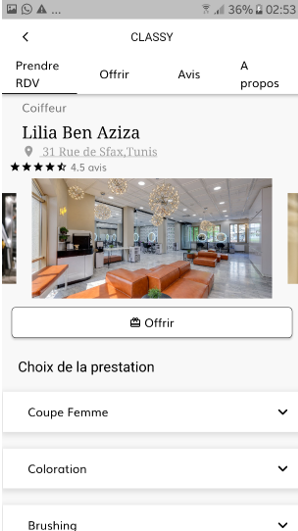 36% 02:53
CLASSY
Prendre RDV
Offrir
Avis
A propos
Coiffeur
Lilia Ben Aziza
31 Rue de Sfax,Tunis
4.5 avis
Offrir
Choix de la prestation
Coupe Femme
Coloration
Brushing